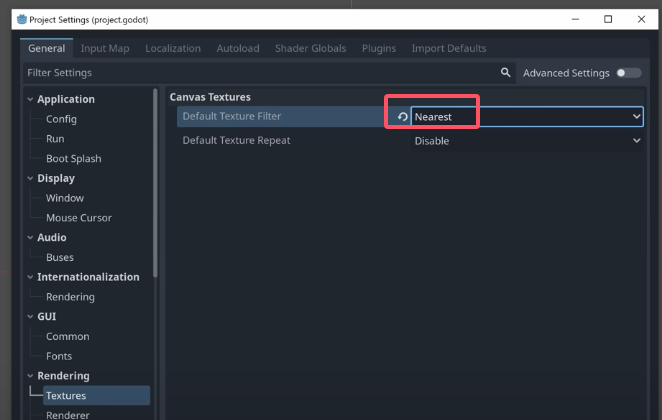 Project Settings (project.godot)
General Input Map Localization Autoload Shader Globals Plugins Import Defaults
Filter Settings Advanced Settings
Application
Config
Run
Boot Splash
Display
Window
Mouse Cursor
Audio
Buses
Internationalization
Rendering
GUI
Common
Fonts
Rendering
Textures
Renderer
Canvas Textures
Default Texture Filter Nearest
Default Texture Repeat Disable